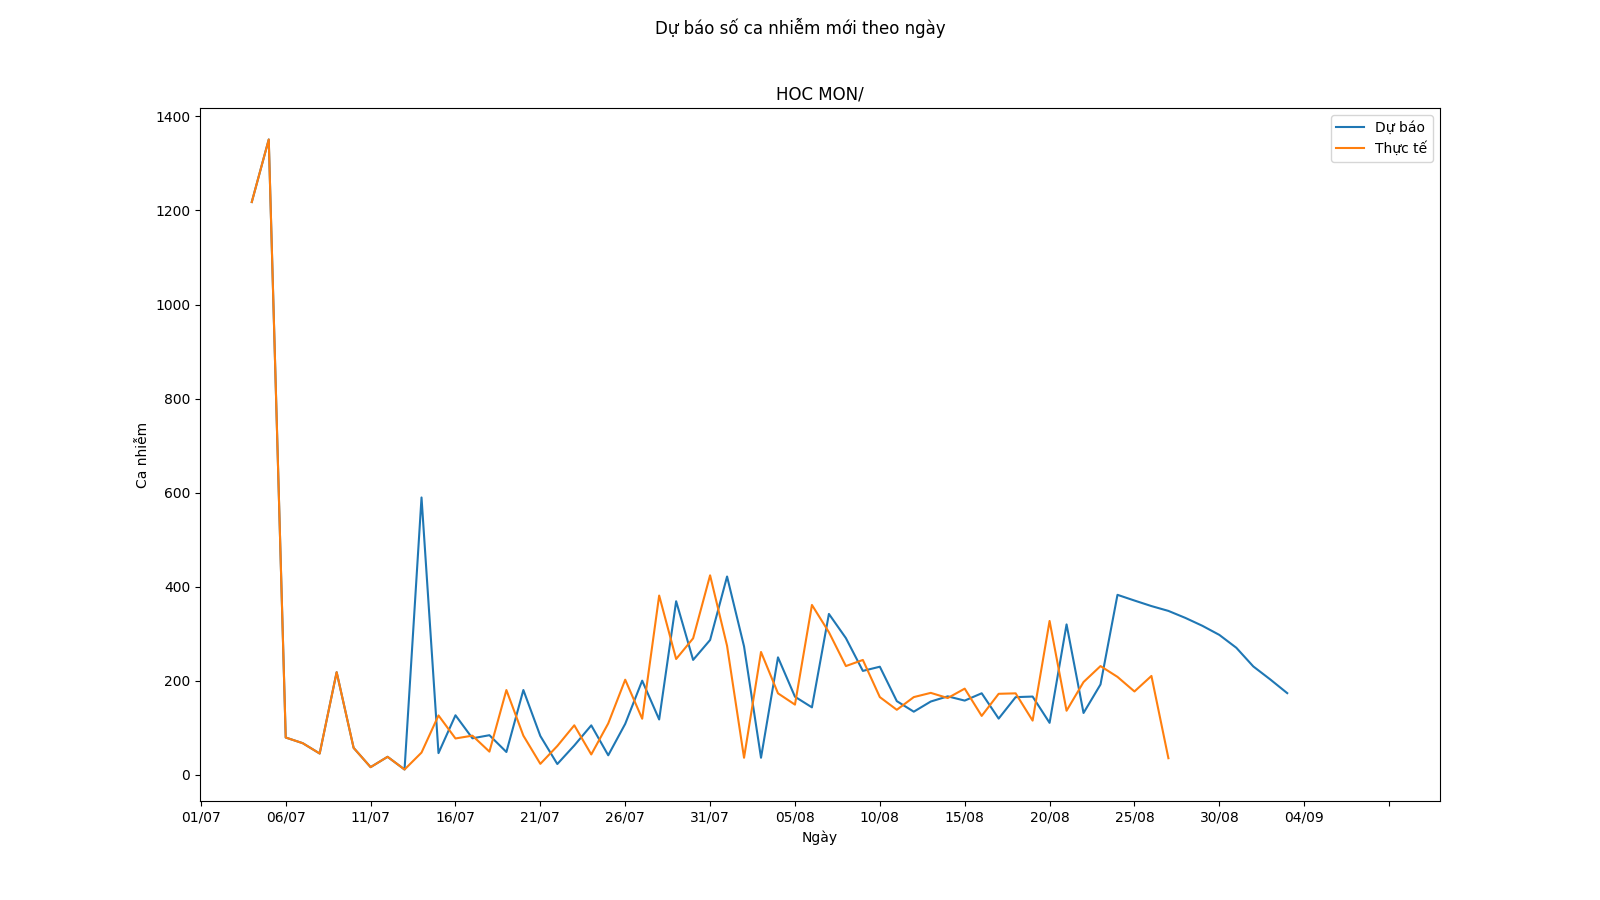 Dự báo số ca nhiễm mới theo ngày
HOC MON/
Dự báo
Thực tế
1400
1200
1000
800
600
400
200
0
Ca nhiễm
01/07 06/07 11/07 16/07 21/07 26/07 31/07 05/08 10/08 15/08 20/08 25/08 30/08 04/09
Ngày